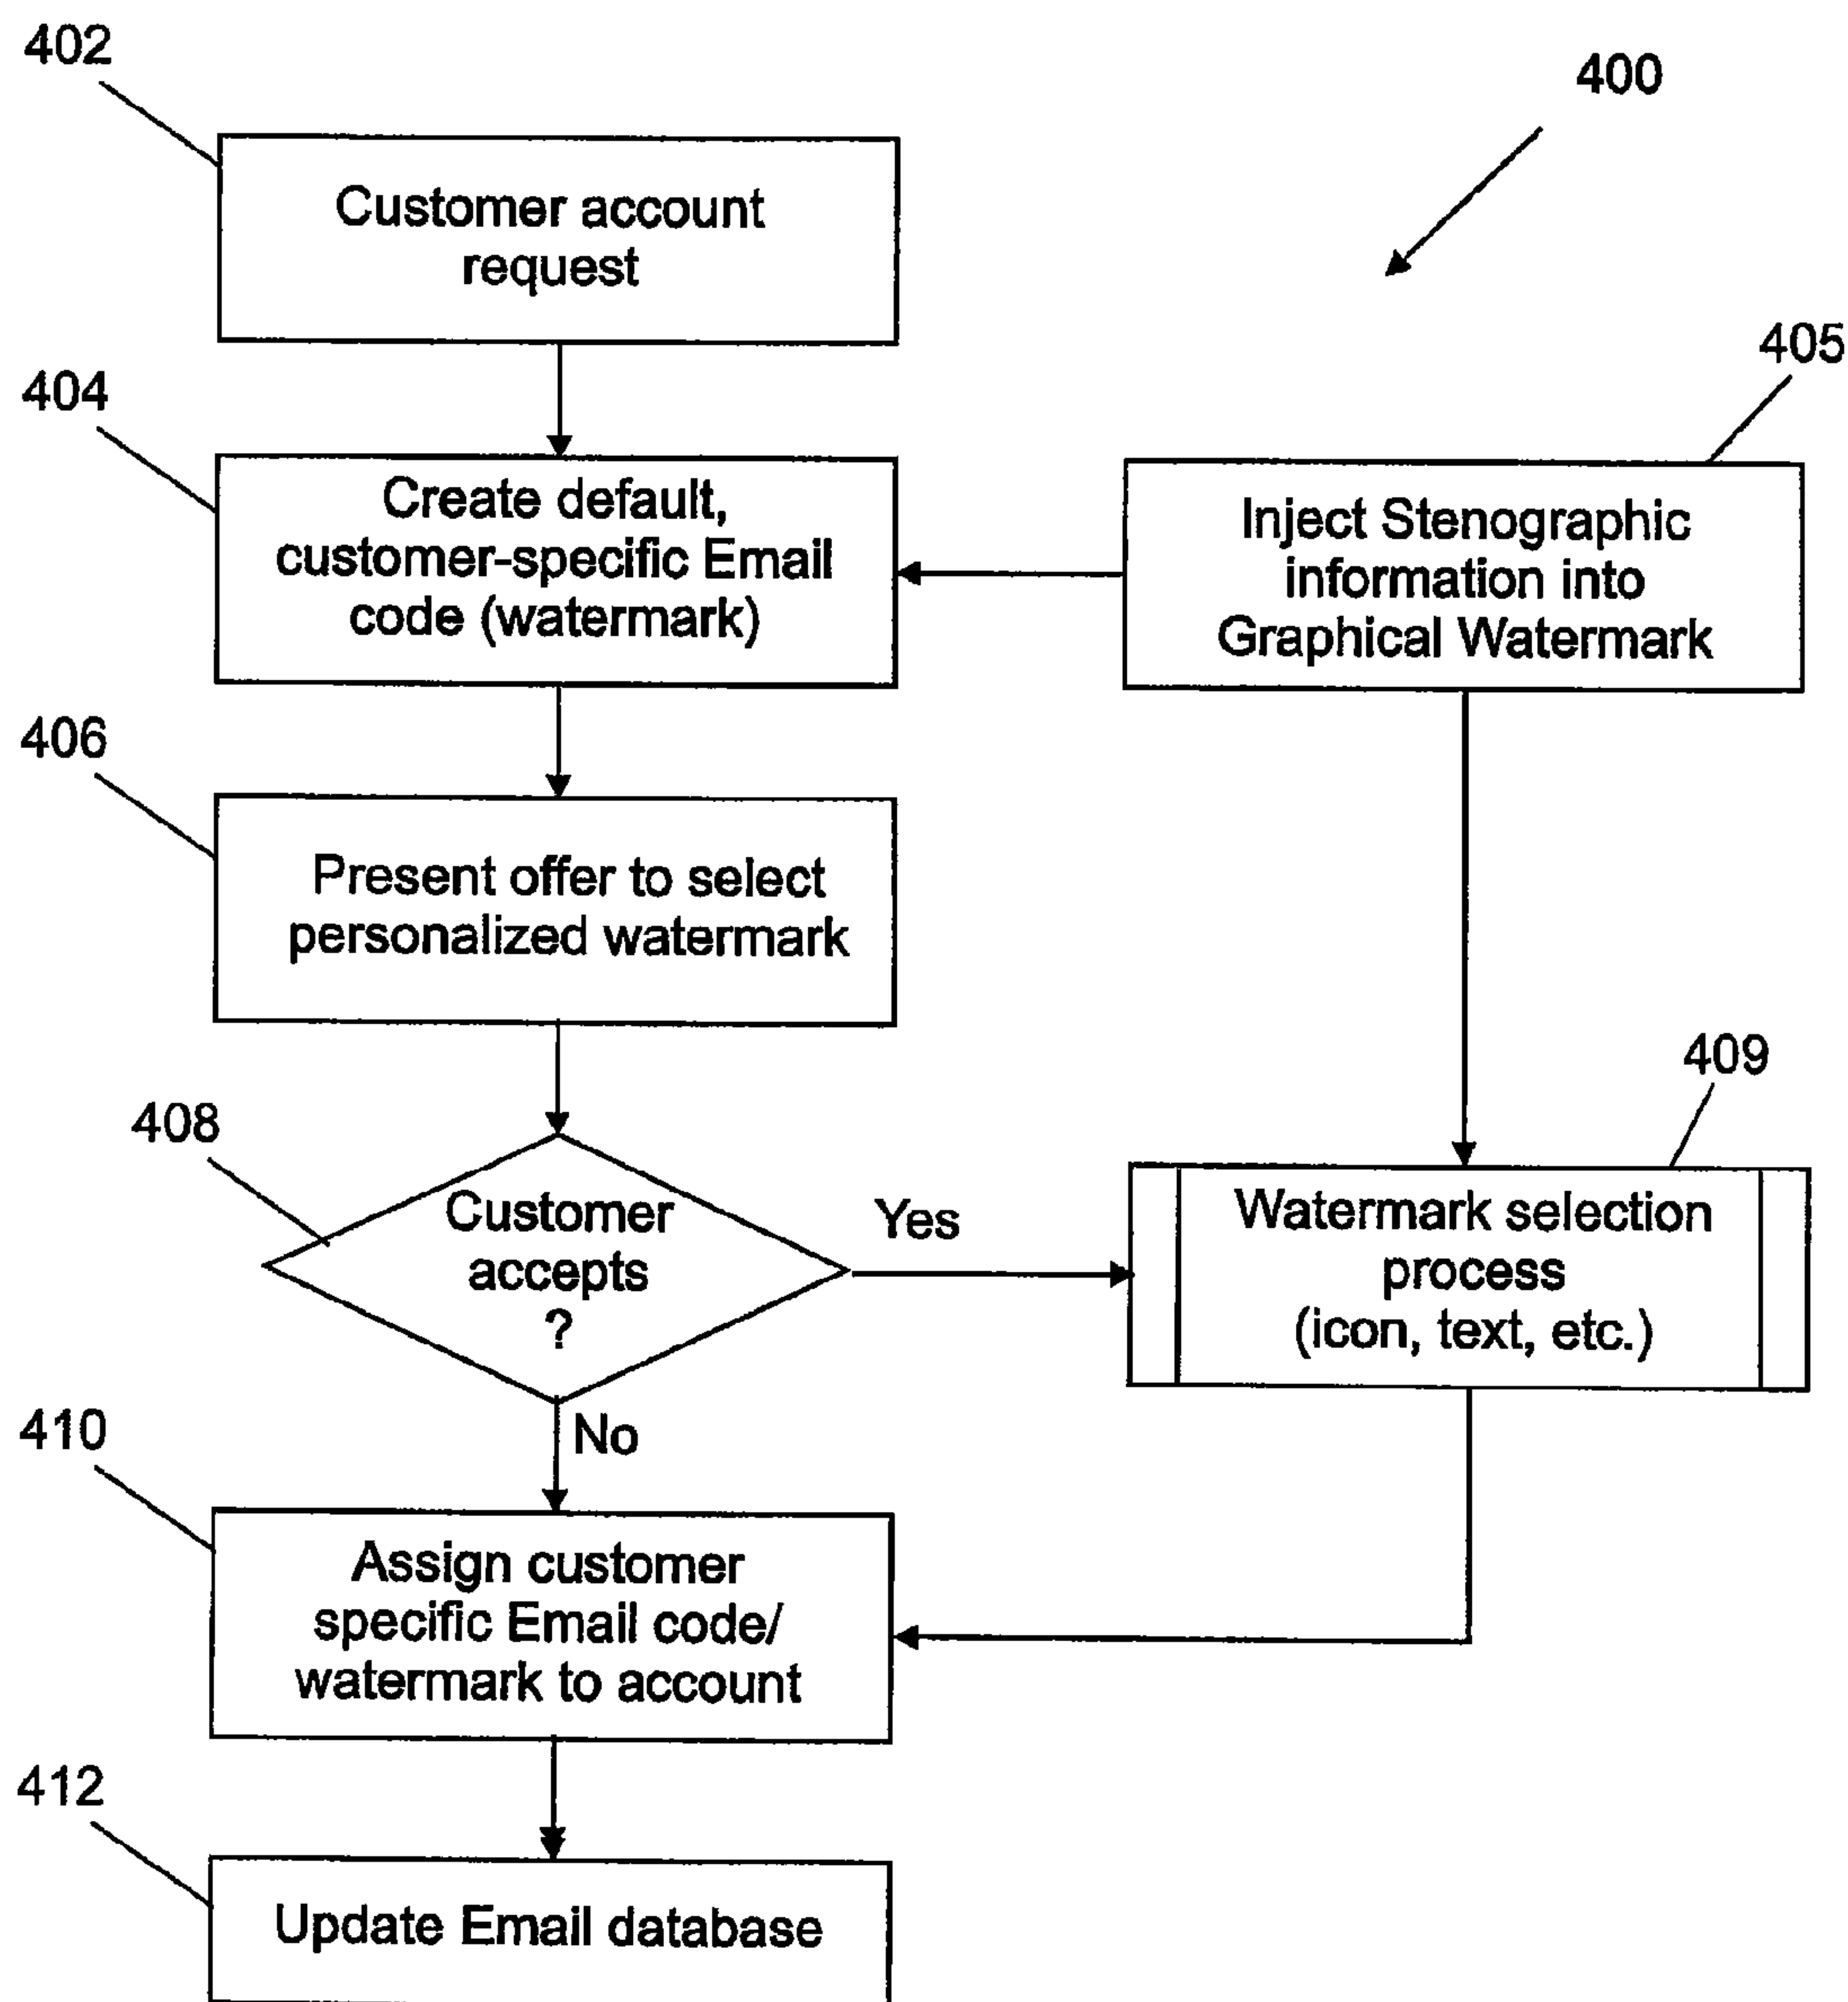 402
400
Customer account
request
405
404
Create default,
customer-specific Email
code (watermark)
Inject Stenographic
information into
Graphical Watermark
406
Present offer to select
personalized watermark
409
408
Customer
accepts
?
Yes
Watermark selection
process
(icon, text, etc.)
No
410
Assign customer
specific Email code/
watermark to account
412
Update Email database